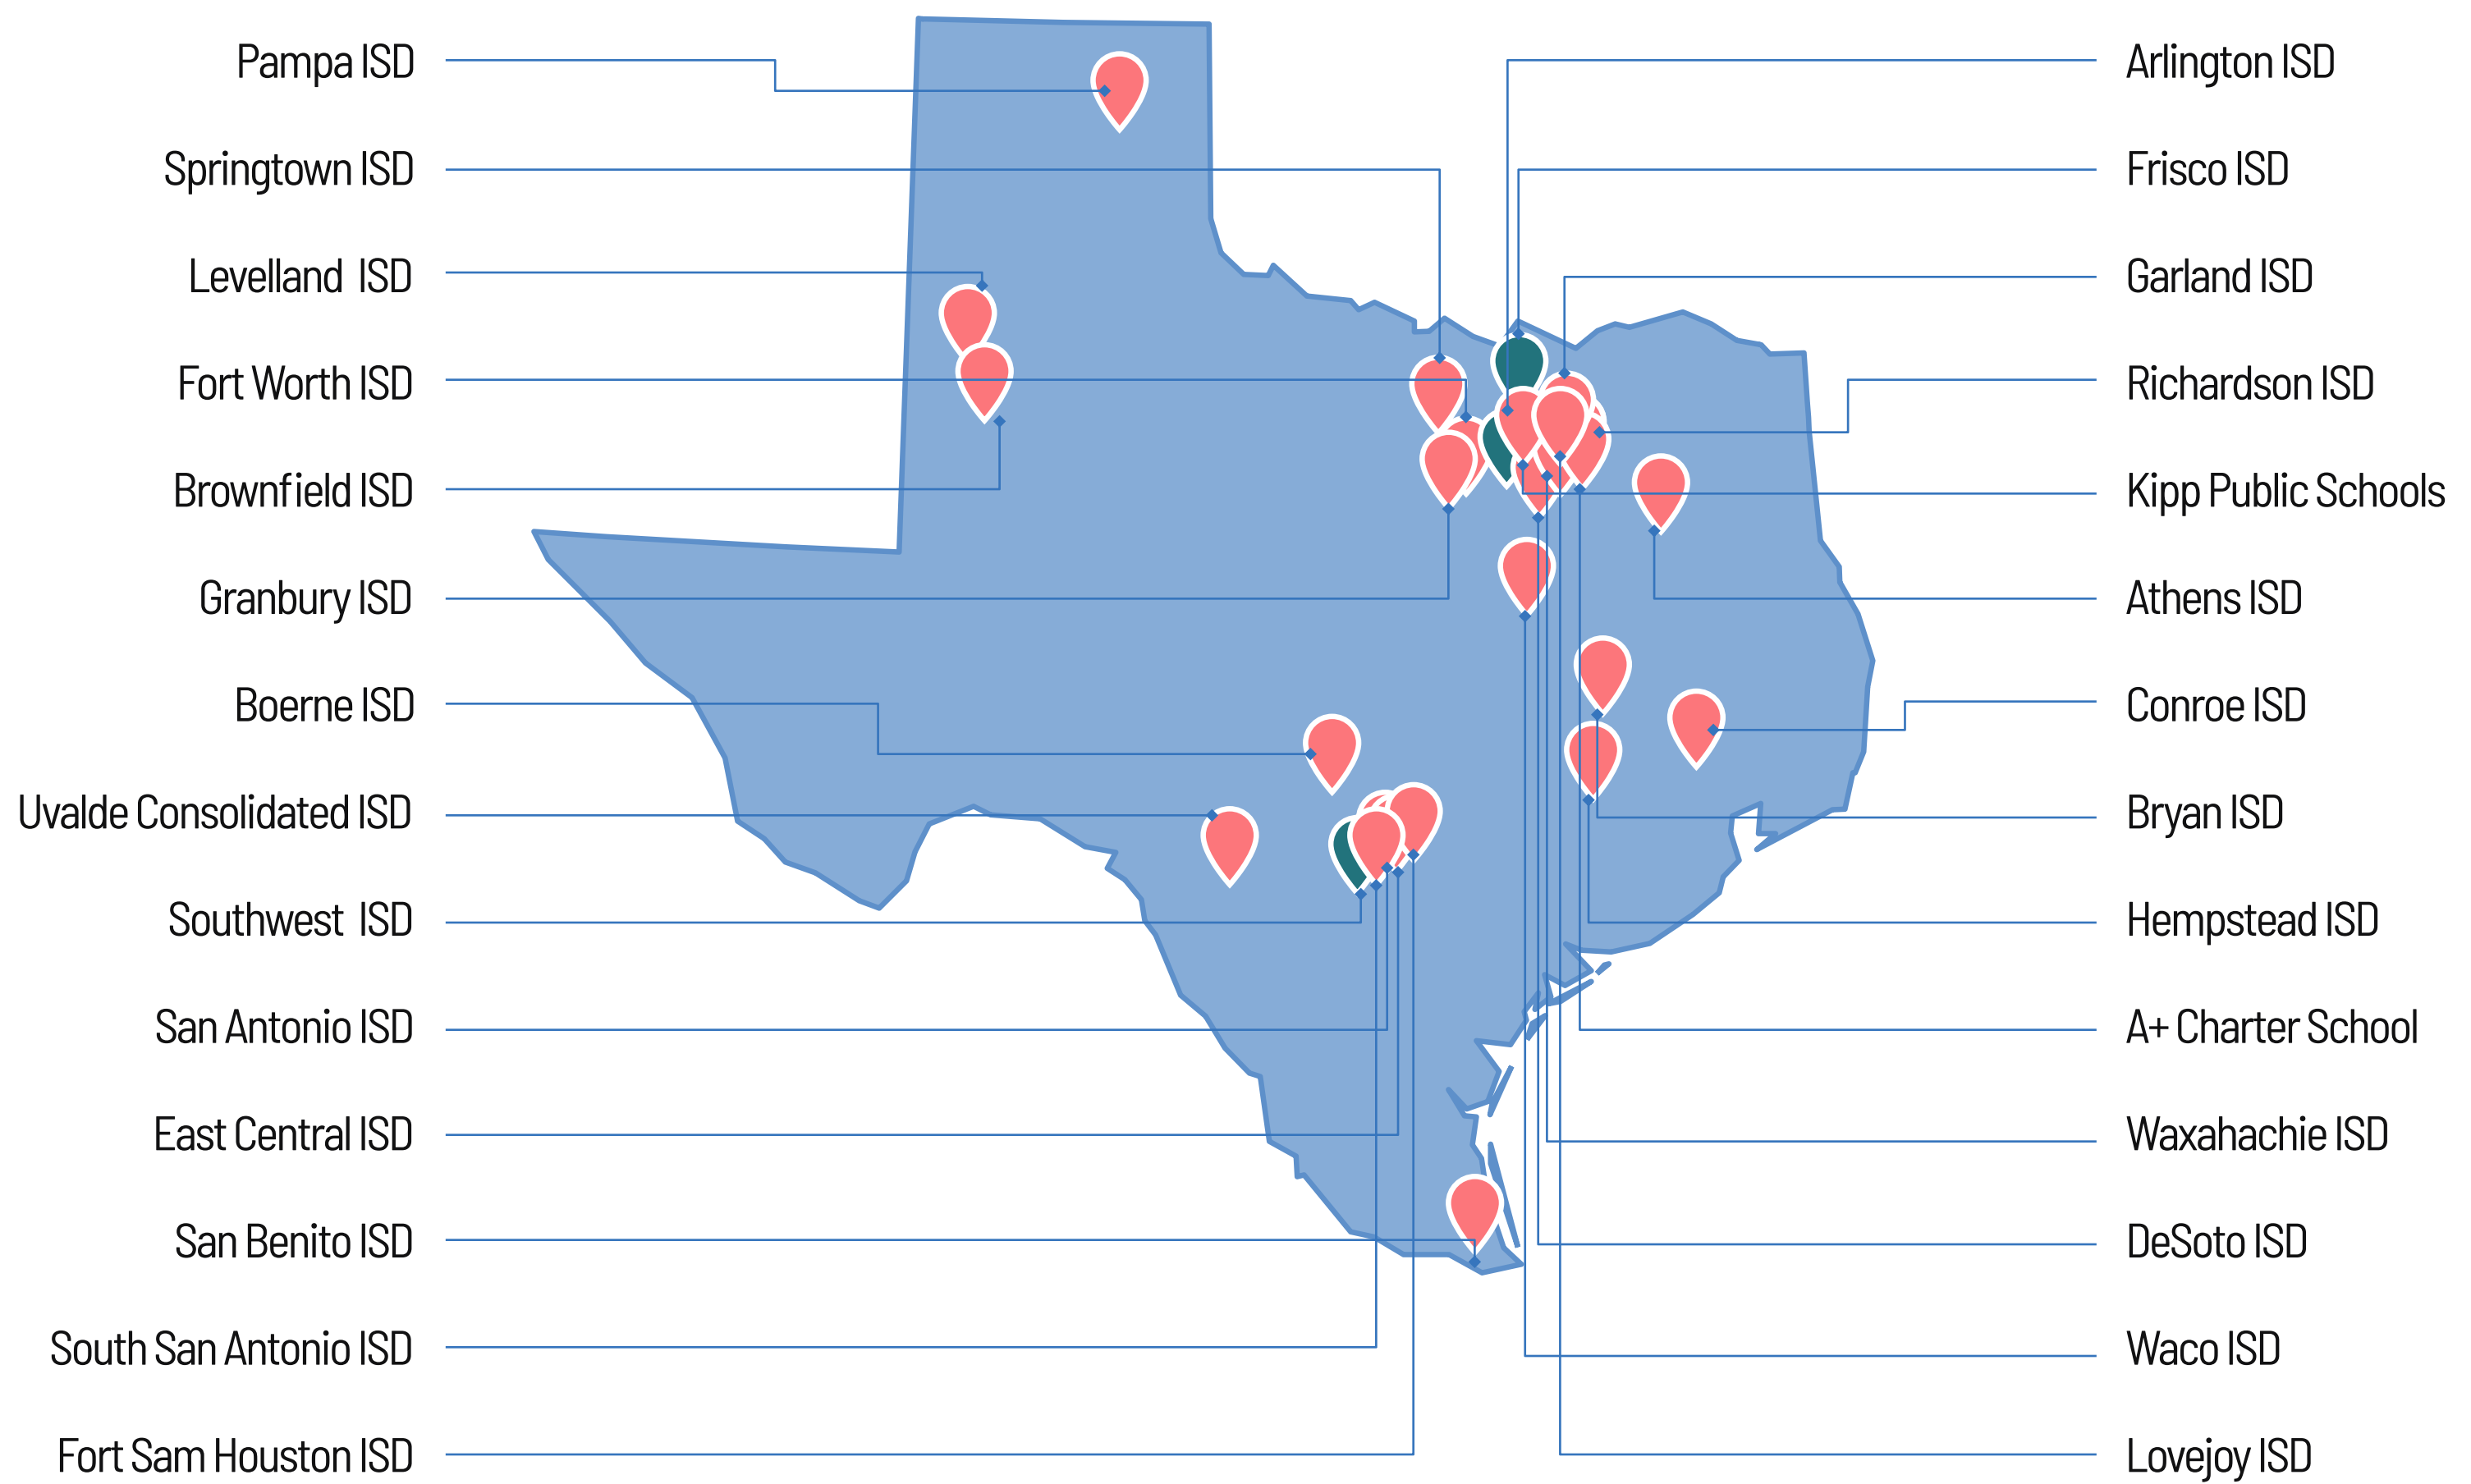 Pampa ISD
Springtown ISD
Levelland ISD
Fort Worth ISD
Brownfield ISD
Granbury ISD
Boerne ISD
Uvalde Consolidated ISD
Southwest ISD
San Antonio ISD
East Central ISD
San Benito ISD
South San Antonio ISD
Fort Sam Houston ISD
Arlington ISD
Frisco ISD
Garland ISD
Richardson ISD
Kipp Public Schools
Athens ISD
Conroe ISD
Bryan ISD
Hempstead ISD
A+ Charter School
Waxahachie ISD
DeSoto ISD
Waco ISD
Lovejoy ISD